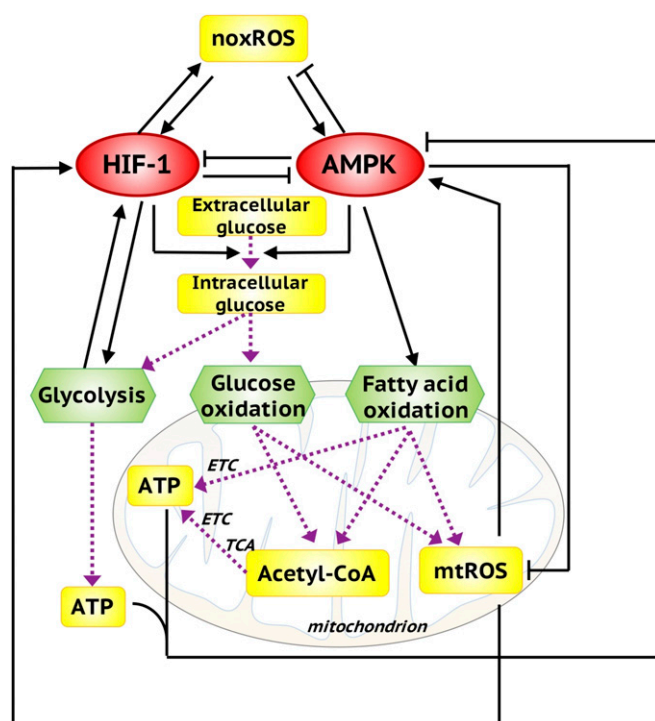 noxROS
HIF-1
AMPK
Extracellular
glucose
Intracellular
glucose
Glycolysis
Glucose
oxidation
Fatty acid
oxidation
ETC
ATP
ETC
TCA
Acetyl-CoA
mtROS
ATP
mitochondrion